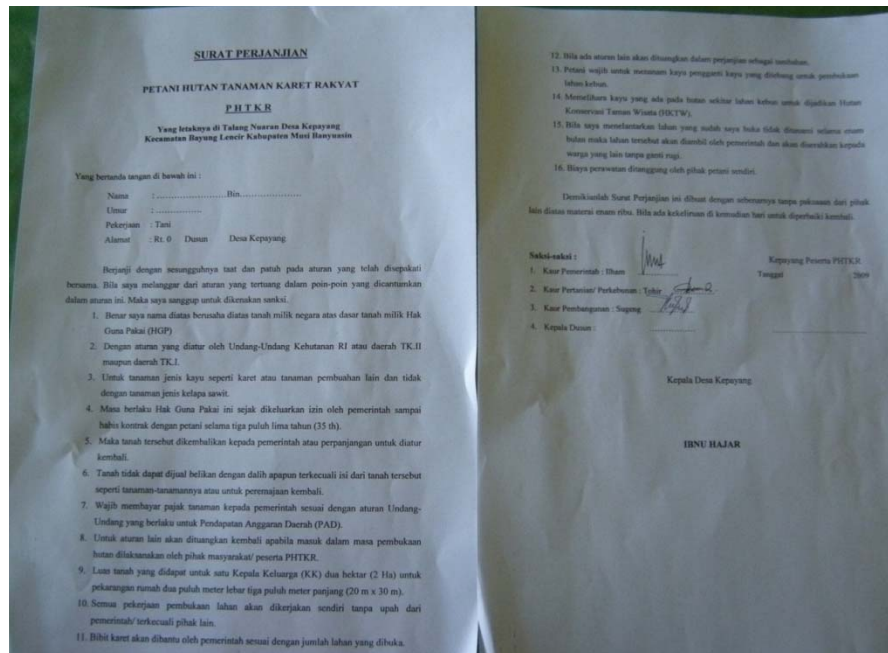 SURAT PERJANJIAN
PETANI HUTAN TANAMAN KARET RAKYAT
P H T K R
Yang letaknya di Talang Nuaran Desa Kepayang
Kecamatan Bayung Lencir Kabupaten Musi Banyuasin
Yang bertanda tangan di bawah ini :
Nama : ........................Bin.....................
Umur : ................
Pekerjaan : Tani
Alamat : Rt. 0 Dusun Desa Kepayang
Berjanji dengan sesungguhnya taat dan patuh pada aturan yang telah disepakati
bersama. Bila saya melanggar dari aturan yang tertuang dalam poin-poin yang dicantumkan
dalam aturan ini. Maka saya sanggup untuk dikenakan sanksi.
1. Benar saya nama diatas berusaha diatas tanah milik negara atas dasar tanah milik Hak
Guna Pakai (HGP)
2. Dengan aturan yang diatur oleh Undang-Undang Kehutanan RI atau daerah TK.II
maupun daerah TK.I.
3. Untuk tanaman jenis kayu seperti karet atau tanaman pembuahan lain dan tidak
dengan tanaman jenis kelapa sawit.
4. Masa berlaku Hak Guna Pakai ini sejak dikeluarkan izin oleh pemerintah sampai
habis kontrak dengan petani selama tiga puluh lima tahun (35 th).
5. Maka tanah tersebut dikembalikan kepada pemerintah atau perpanjangan untuk diatur
kembali.
6. Tanah tidak dapat dijual belikan dengan dalih apapun terkecuali isi dari tanah tersebut
seperti tanaman-tanamannya atau untuk peremajaan kembali.
7. Wajib membayar pajak tanaman kepada pemerintah sesuai dengan aturan Undang-
Undang yang berlaku untuk Pendapatan Anggaran Daerah (PAD).
8. Untuk aturan lain akan dituangkan kembali apabila masuk dalam masa pembukaan
hutan dilaksanakan oleh pihak masyarakat/ peserta PHTKR.
9. Luas tanah yang didapat untuk satu Kepala Keluarga (KK) dua hektar (2 Ha) untuk
pekarangan rumah dua puluh meter lebar tiga puluh meter panjang (20 m x 30 m).
10. Semua pekerjaan pembukaan lahan akan dikerjakan sendiri tanpa upah dari
pemerintah/ terkecuali pihak lain.
11. Bibit karet akan dibantu oleh pemerintah sesuai dengan jumlah lahan yang dibuka.
12. Bila ada aturan lain akan dituangkan dalam perjanjian sebagai tambahan.
13. Petani wajib untuk menanam kayu pengganti kayu yang ditebang untuk pembukaan
lahan kebun.
14. Memelihara kayu yang ada pada hutan sekitar lahan kebun untuk dijadikan Hutan
Konservasi Taman Wisata (HKTW).
15. Bila saya menelantarkan lahan yang sudah saya buka tidak ditanami selama enam
bulan maka lahan tersebut akan diambil oleh pemerintah dan akan diserahkan kepada
warga yang lain tanpa ganti rugi.
16. Biaya perawatan ditanggung oleh pihak petani sendiri.
Demikianlah Surat Perjanjian ini dibuat dengan sebenarnya tanpa paksaan dari pihak
lain diatas materai enam ribu. Bila ada kekeliruan di kemudian hari untuk diperbaiki kembali.
Saksi-saksi :
1. Kaur Pemerintah : Ilham
2. Kaur Pertanian/ Perkebunan : Tohir
3. Kaur Pembangunan : Sugeng
4. Kepala Dusun :
Kepayang Peserta PHTKR
Tanggal 2009
Kepala Desa Kepayang
IBNU HAJAR